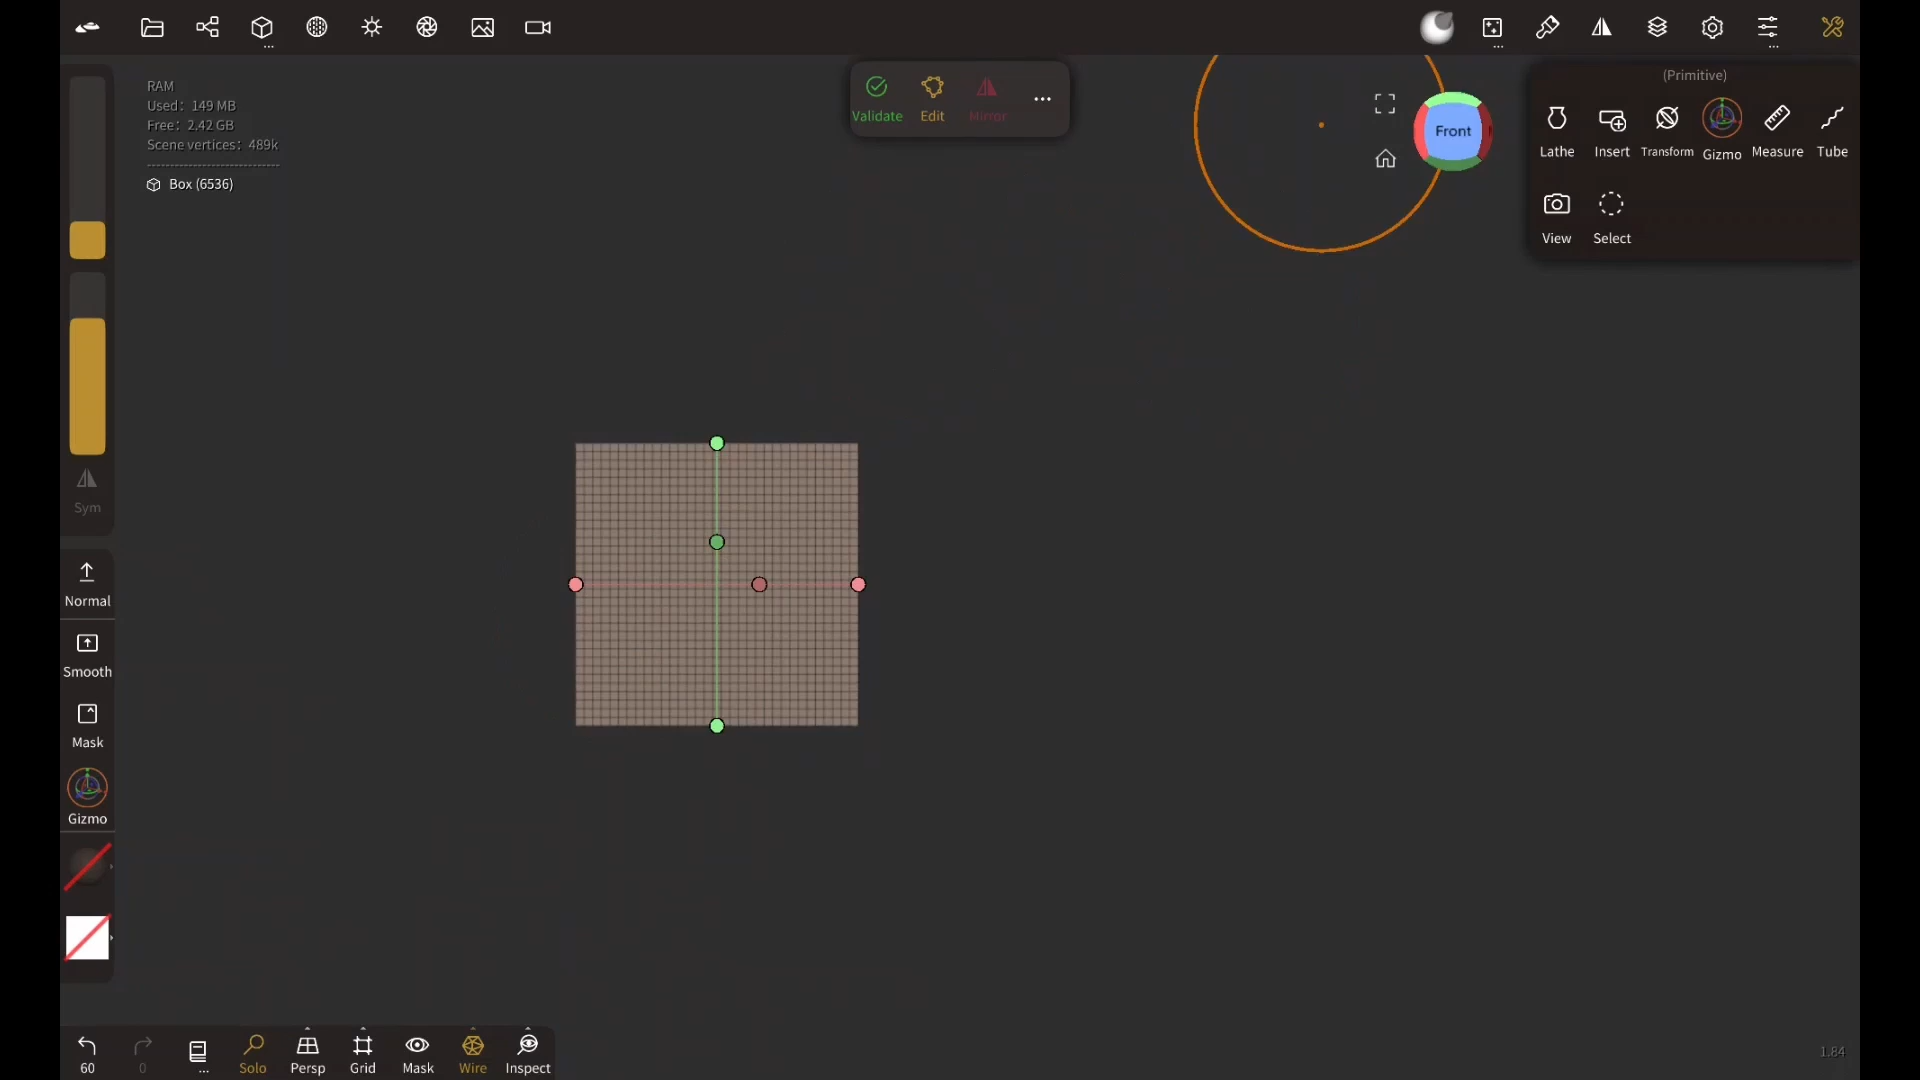 RAM
Used: 149 MB
Free: 2.42 GB
Scene vertices: 489k
Box (6536)
Validate
Edit
Mirror
Front
(Primitive)
Lathe
Insert
Transform
Gizmo
Measure
Tube
View
Select
Sym
Normal
Smooth
Mask
Gizmo
60
0
Solo
Persp
Grid
Mask
Wire
Inspect
1.84